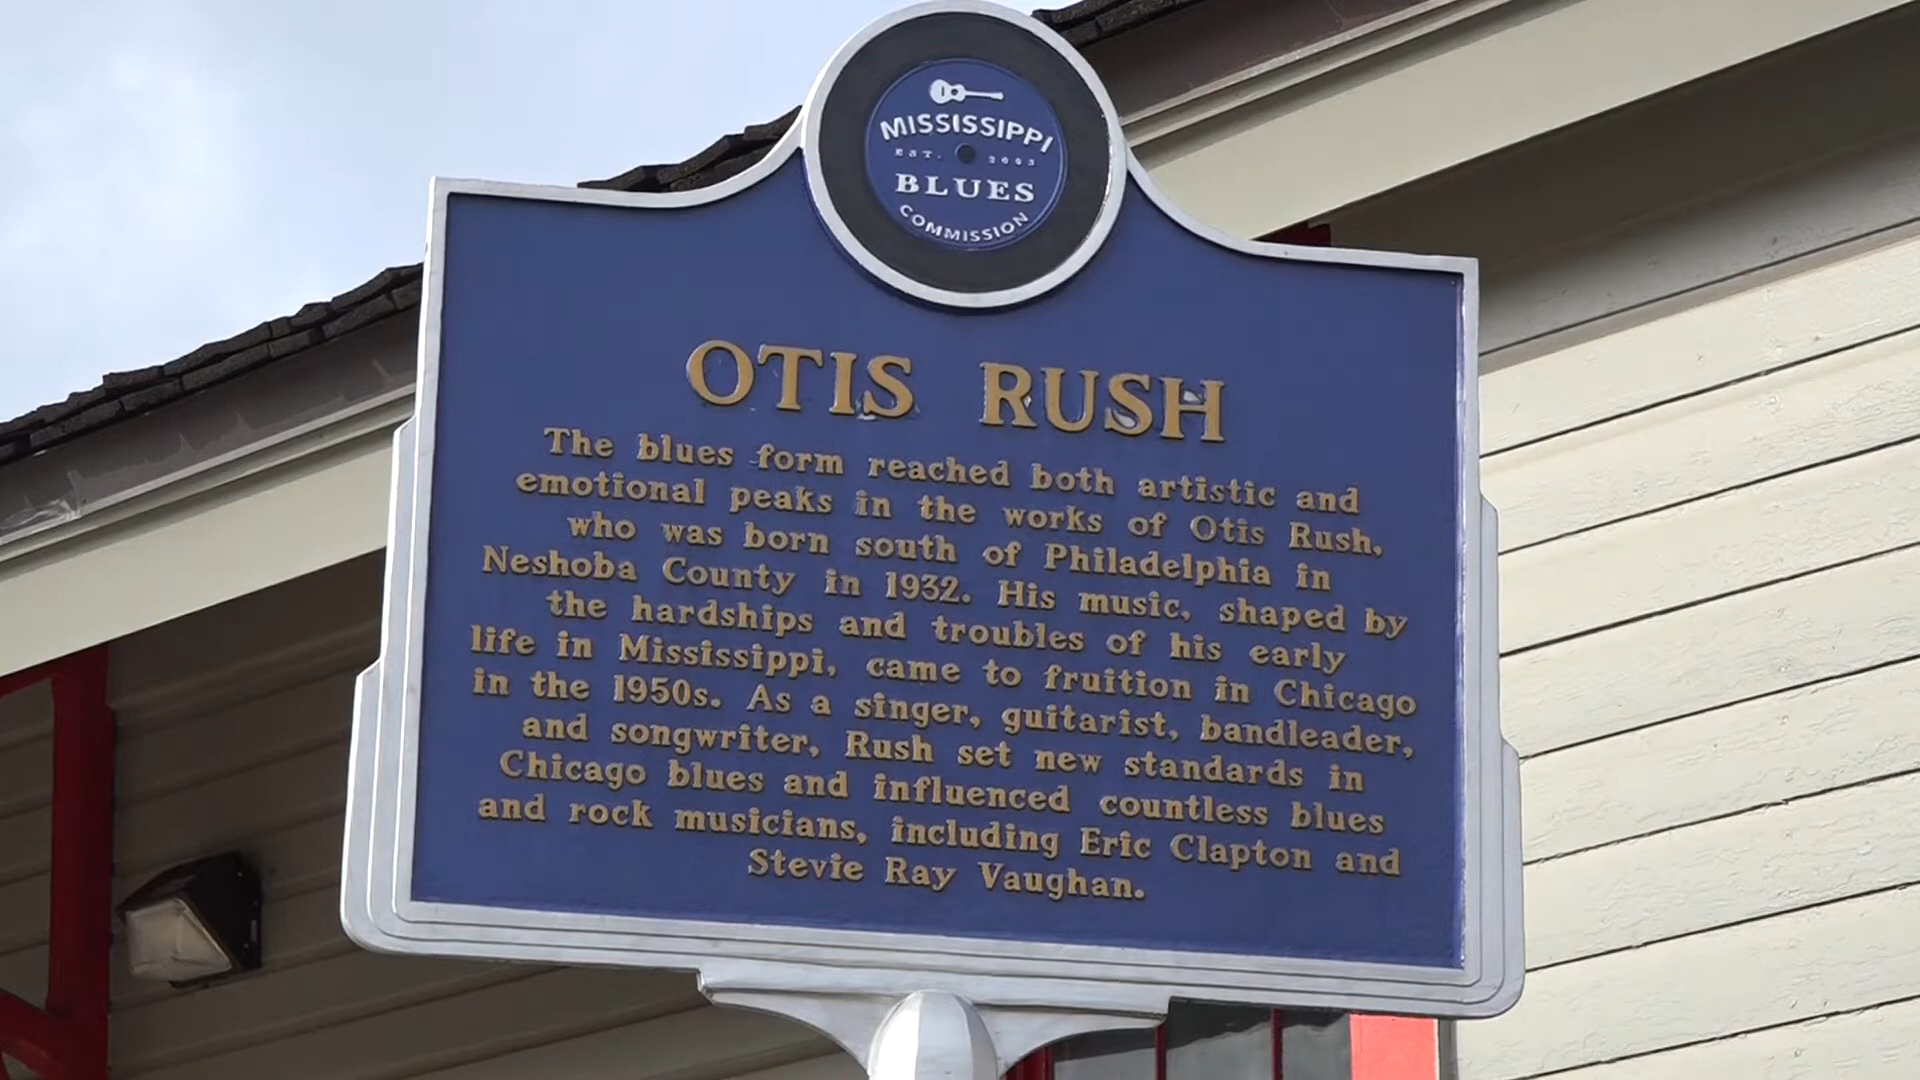 MISSISSIPPI
EST. 2003
BLUES
COMMISSION
OTIS RUSH
The blues form reached both artistic and
emotional peaks in the works of Otis Rush,
who was born south of Philadelphia in
Neshoba County in 1932. His music, shaped by
the hardships and troubles of his early
life in Mississippi, came to fruition in Chicago
in the 1950s. As a singer, guitarist, bandleader,
and songwriter, Rush set new standards in
Chicago blues and influenced countless blues
and rock musicians, including Eric Clapton and
Stevie Ray Vaughan.